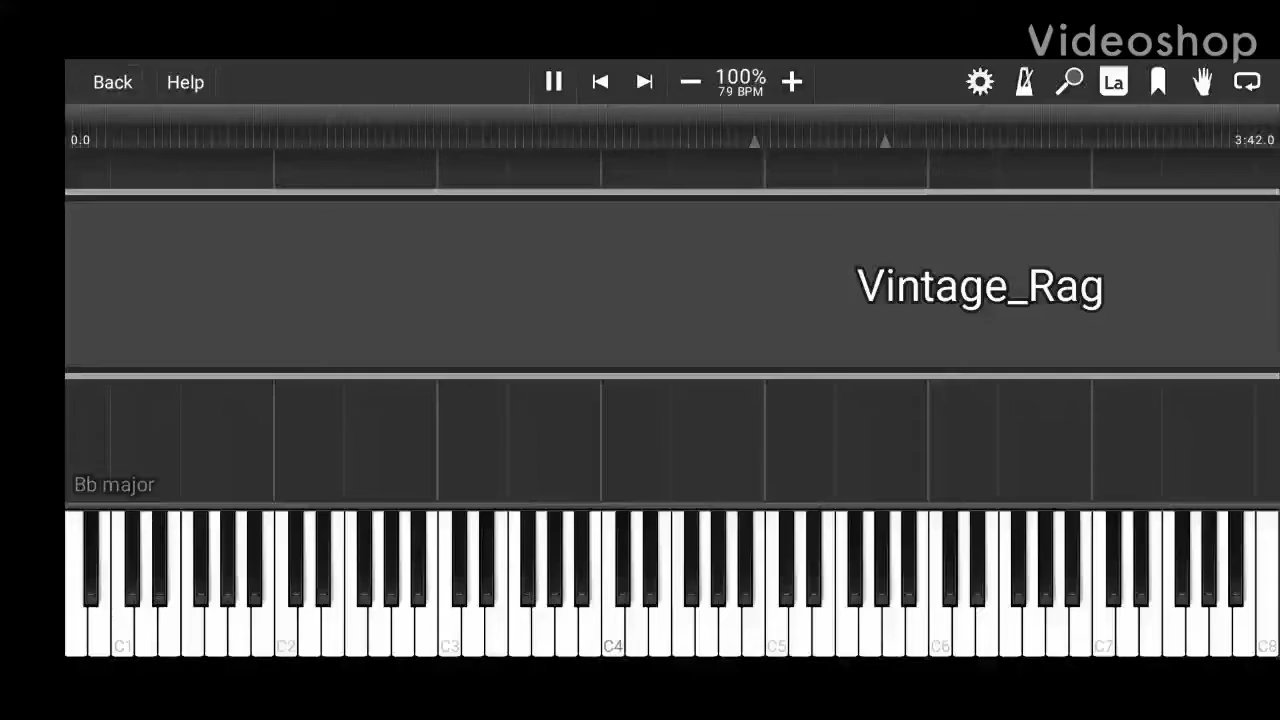 Videoshop
Back Help 100% La
79 BPM
0.0 3:42.0
Vintage_Rag
Bb major
C1 C2 C3 C4 C5 C6 C7 C8